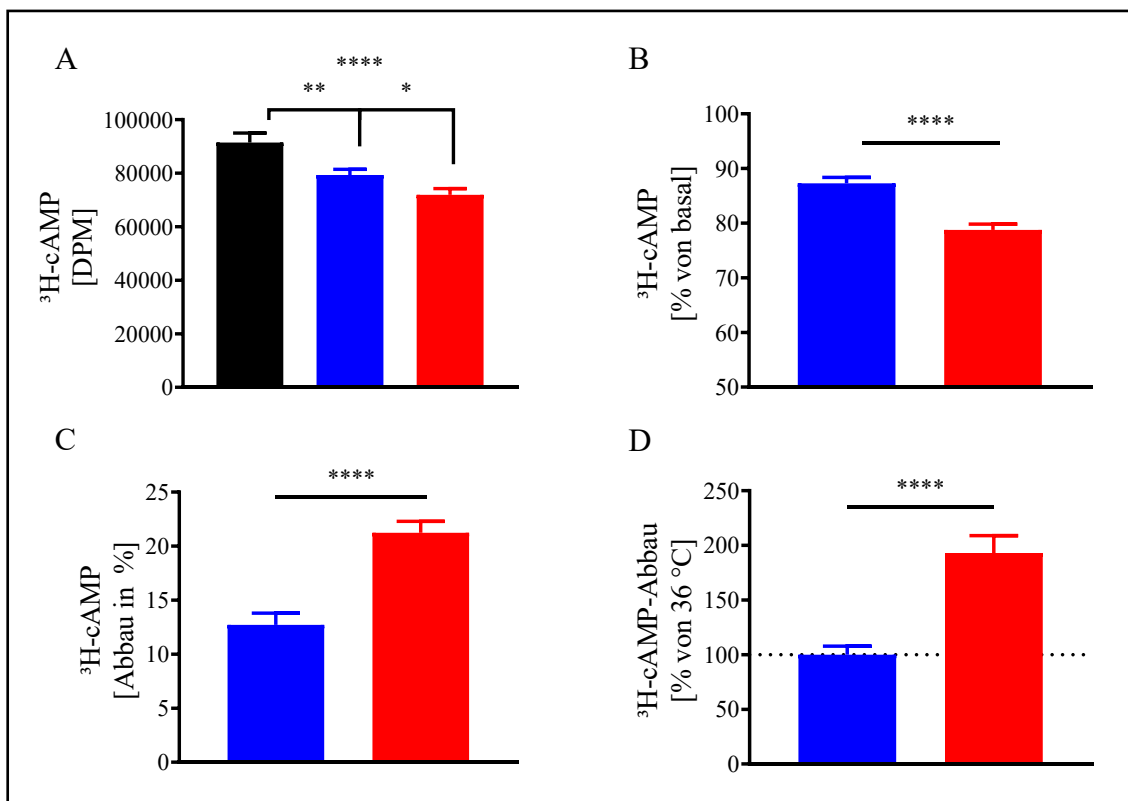 A
****
** *
100000
80000
60000
40000
20000
0
³H-cAMP
[DPM]
B
****
90
80
70
60
50
³H-cAMP
[% von basal]
C
****
25
20
15
10
5
0
³H-cAMP
[Abbau in %]
D
****
250
200
150
100
50
0
³H-cAMP-Abbau
[% von 36 °C]